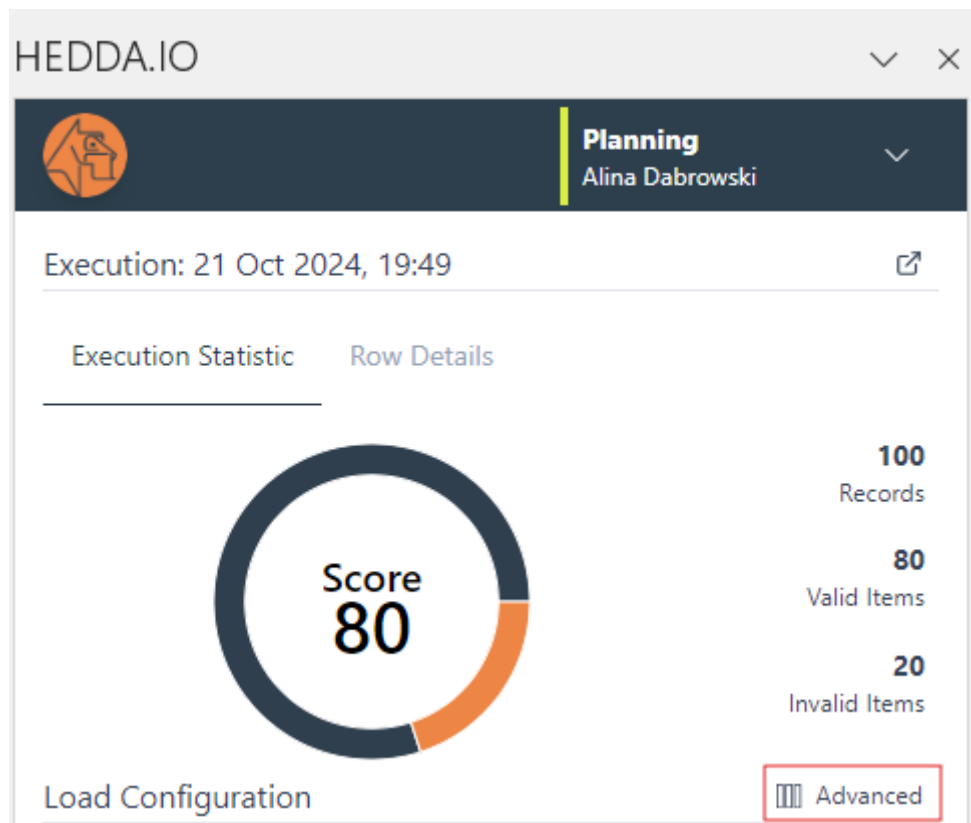 HEDDA.IO
Planning
Alina Dabrowski
Execution: 21 Oct 2024, 19:49
Execution Statistic Row Details
100
Records
Score
80
80
Valid Items
20
Invalid Items
Load Configuration Advanced